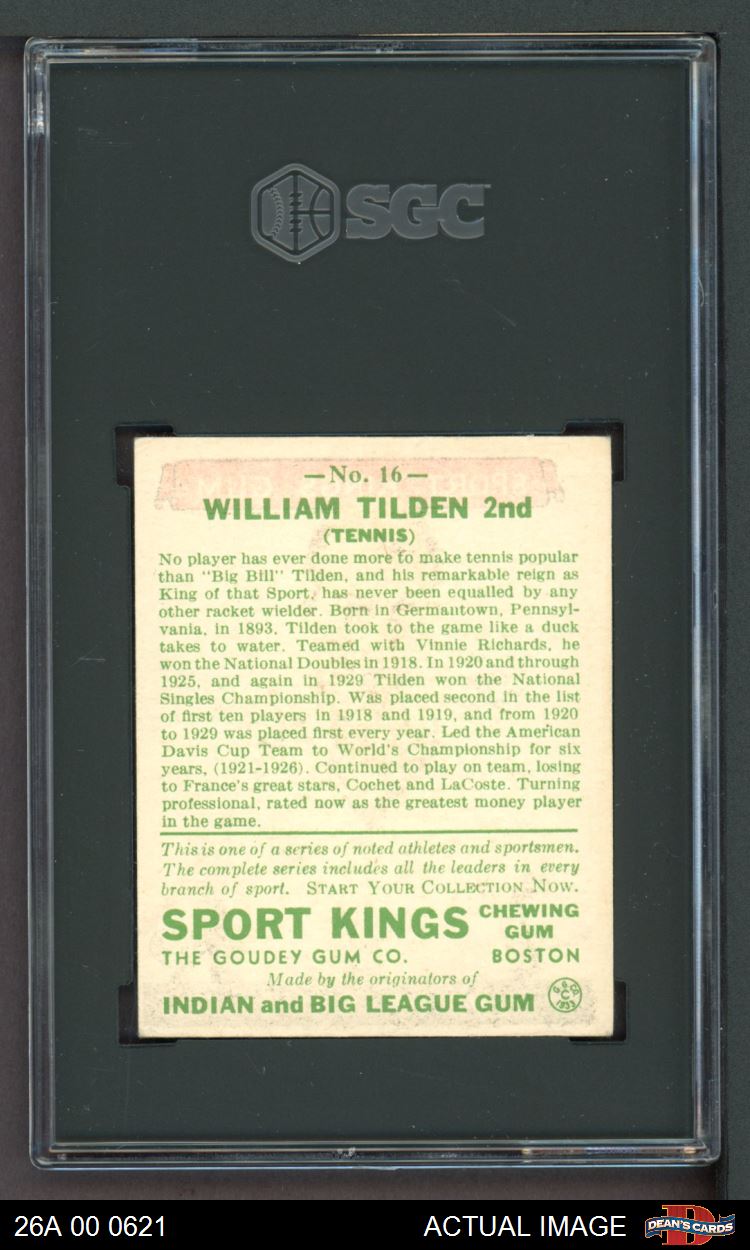 SGC
—No. 16—
WILLIAM TILDEN 2nd
(TENNIS)
No player has ever done more to make tennis popular
than "Big Bill" Tilden, and his remarkable reign as
King of that Sport, has never been equalled by any
other racket wielder. Born in Germantown, Pennsyl-
vania, in 1893, Tilden took to the game like a duck
takes to water. Teamed with Vinnie Richards, he
won the National Doubles in 1918. In 1920 and through
1925, and again in 1929 Tilden won the National
Singles Championship. Was placed second in the list
of first ten players in 1918 and 1919, and from 1920
to 1929 was placed first every year. Led the American
Davis Cup Team to World's Championship for six
years, (1921-1926). Continued to play on team, losing
to France's great stars, Cochet and LaCoste. Turning
professional, rated now as the greatest money player
in the game.
This is one of a series of noted athletes and sportsmen.
The complete series includes all the leaders in every
branch of sport. START YOUR COLLECTION NOW.
SPORT KINGS CHEWING GUM
THE GOUDEY GUM CO. BOSTON
Made by the originators of
INDIAN and BIG LEAGUE GUM
G. G. Co.
C
1933
26A 00 0621
ACTUAL IMAGE
DEAN'S CARDS